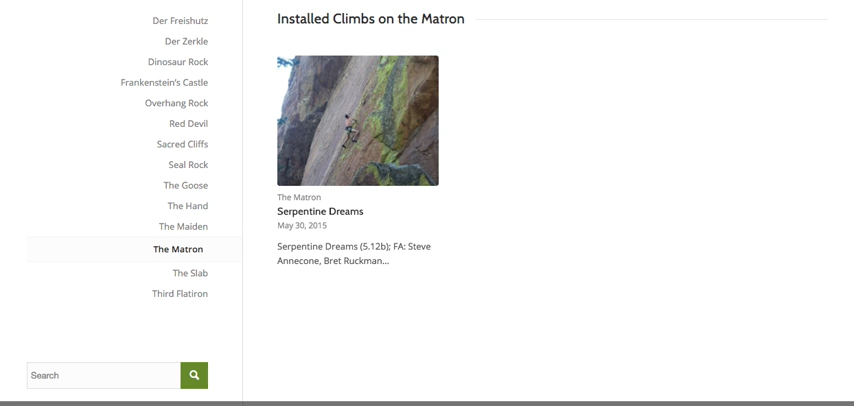 Der Freishutz
Der Zerkle
Dinosaur Rock
Frankenstein's Castle
Overhang Rock
Red Devil
Sacred Cliffs
Seal Rock
The Goose
The Hand
The Maiden
The Matron
The Slab
Third Flatiron
Search
Installed Climbs on the Matron
The Matron
Serpentine Dreams
May 30, 2015
Serpentine Dreams (5.12b); FA: Steve
Annecone, Bret Ruckman...